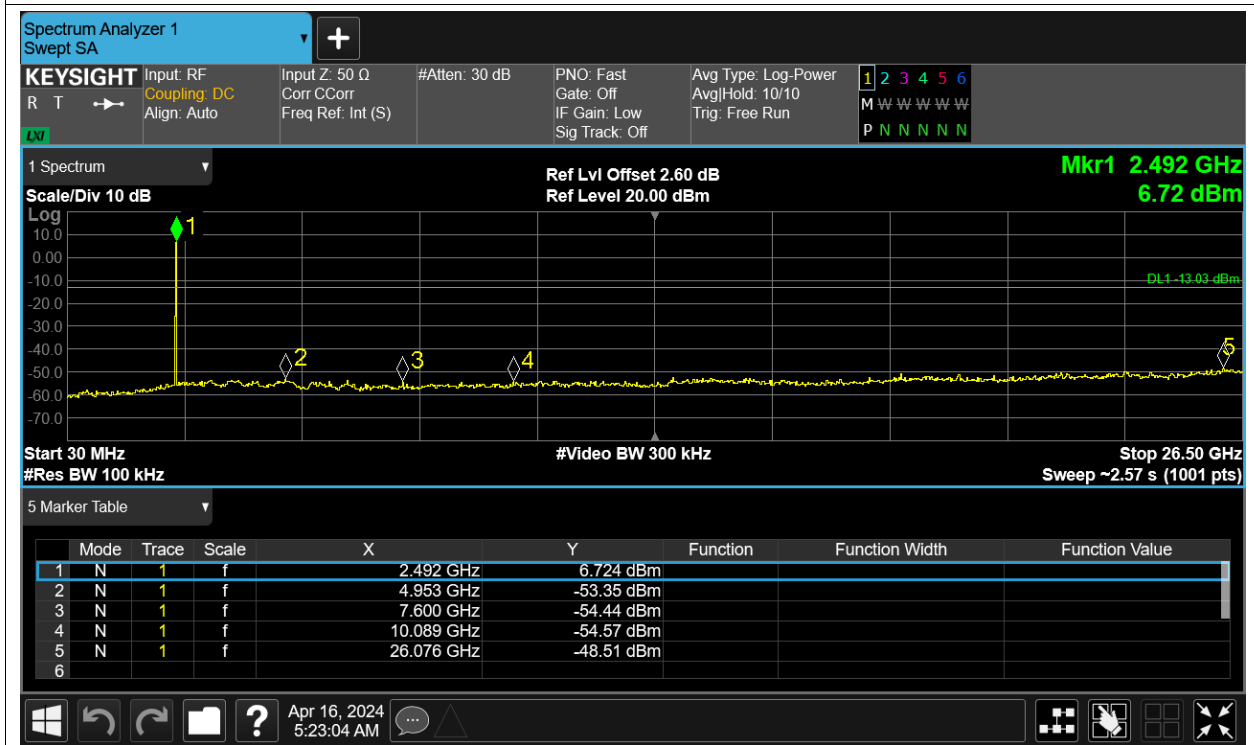 Spectrum Analyzer 1
Swept SA
KEYSIGHT
R T
LXI
Input: RF
Coupling: DC
Align: Auto
Input Z: 50 Ω
Corr CCorr
Freq Ref: Int (S)
#Atten: 30 dB
PNO: Fast
Gate: Off
IF Gain: Low
Sig Track: Off
Avg Type: Log-Power
Avg|Hold: 10/10
Trig: Free Run
1 2 3 4 5 6
M W W W W W
P N N N N N
1 Spectrum
Scale/Div 10 dB
Ref Lvl Offset 2.60 dB
Ref Level 20.00 dBm
Mkr1 2.492 GHz
6.72 dBm
Log
10.0
0.00
-10.0
-20.0
-30.0
-40.0
-50.0
-60.0
-70.0
1
2
3
4
5
DL1 -13.03 dBm
Start 30 MHz
#Res BW 100 kHz
#Video BW 300 kHz
Stop 26.50 GHz
Sweep ~2.57 s (1001 pts)
5 Marker Table
Mode Trace Scale X Y Function Function Width Function Value
1 N 1 f 2.492 GHz 6.724 dBm
2 N 1 f 4.953 GHz -53.35 dBm
3 N 1 f 7.600 GHz -54.44 dBm
4 N 1 f 10.089 GHz -54.57 dBm
5 N 1 f 26.076 GHz -48.51 dBm
6
?
Apr 16, 2024
5:23:04 AM